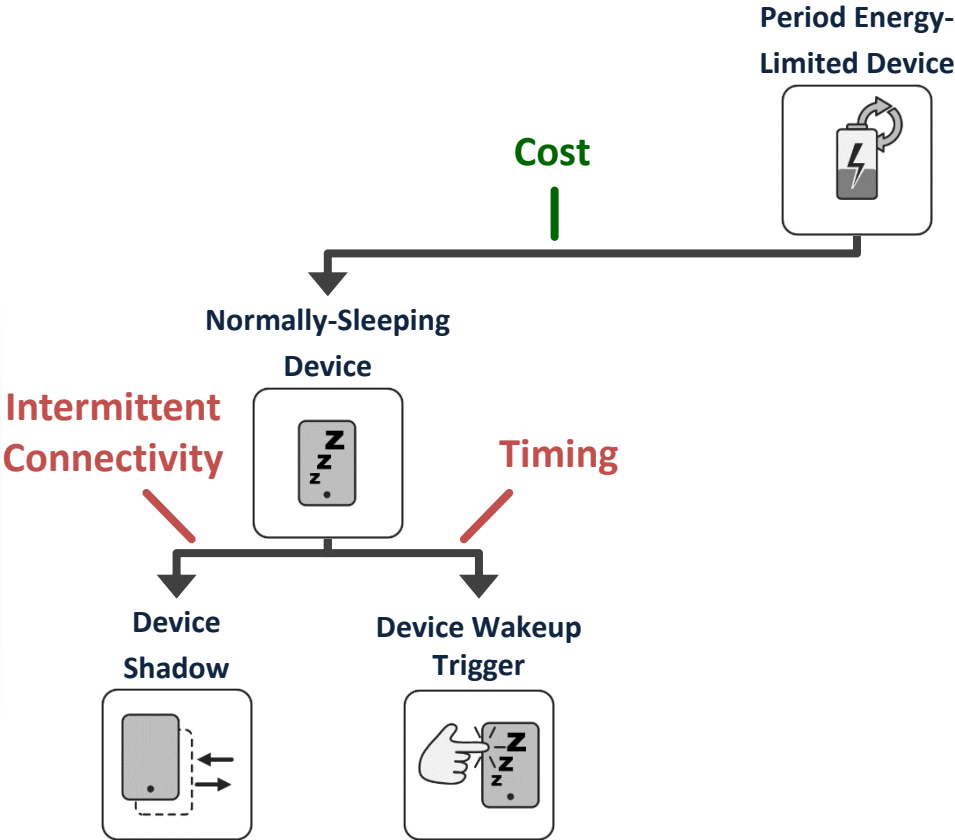 Period Energy-
Limited Device
Cost
Normally-Sleeping
Device
Intermittent
Connectivity
Timing
z
z
z
Device
Shadow
Device Wakeup
Trigger
z
z
z